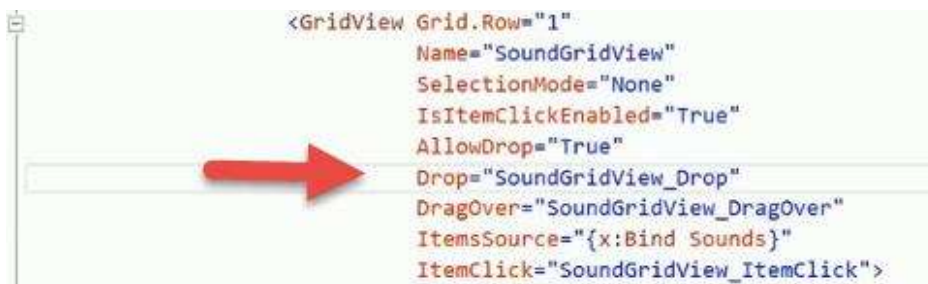 <GridView Grid.Row="1"
Name="SoundGridView"
SelectionMode="None"
IsItemClickEnabled="True"
AllowDrop="True"
Drop="SoundGridView_Drop"
DragOver="SoundGridView_DragOver"
ItemsSource="{x:Bind Sounds}"
ItemClick="SoundGridView_ItemClick">